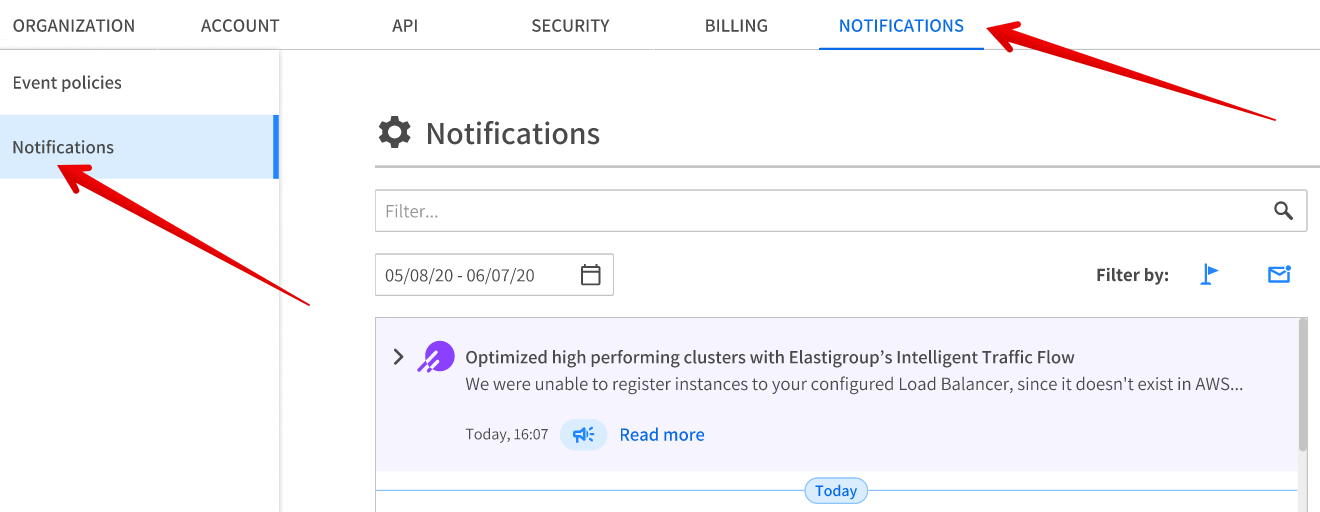 ORGANIZATION ACCOUNT API SECURITY BILLING NOTIFICATIONS
Event policies
Notifications
Notifications
Filter...
05/08/20 - 06/07/20
Filter by:
Optimized high performing clusters with Elastigroup's Intelligent Traffic Flow
We were unable to register instances to your configured Load Balancer, since it doesn't exist in AWS...
Today, 16:07 Read more
Today